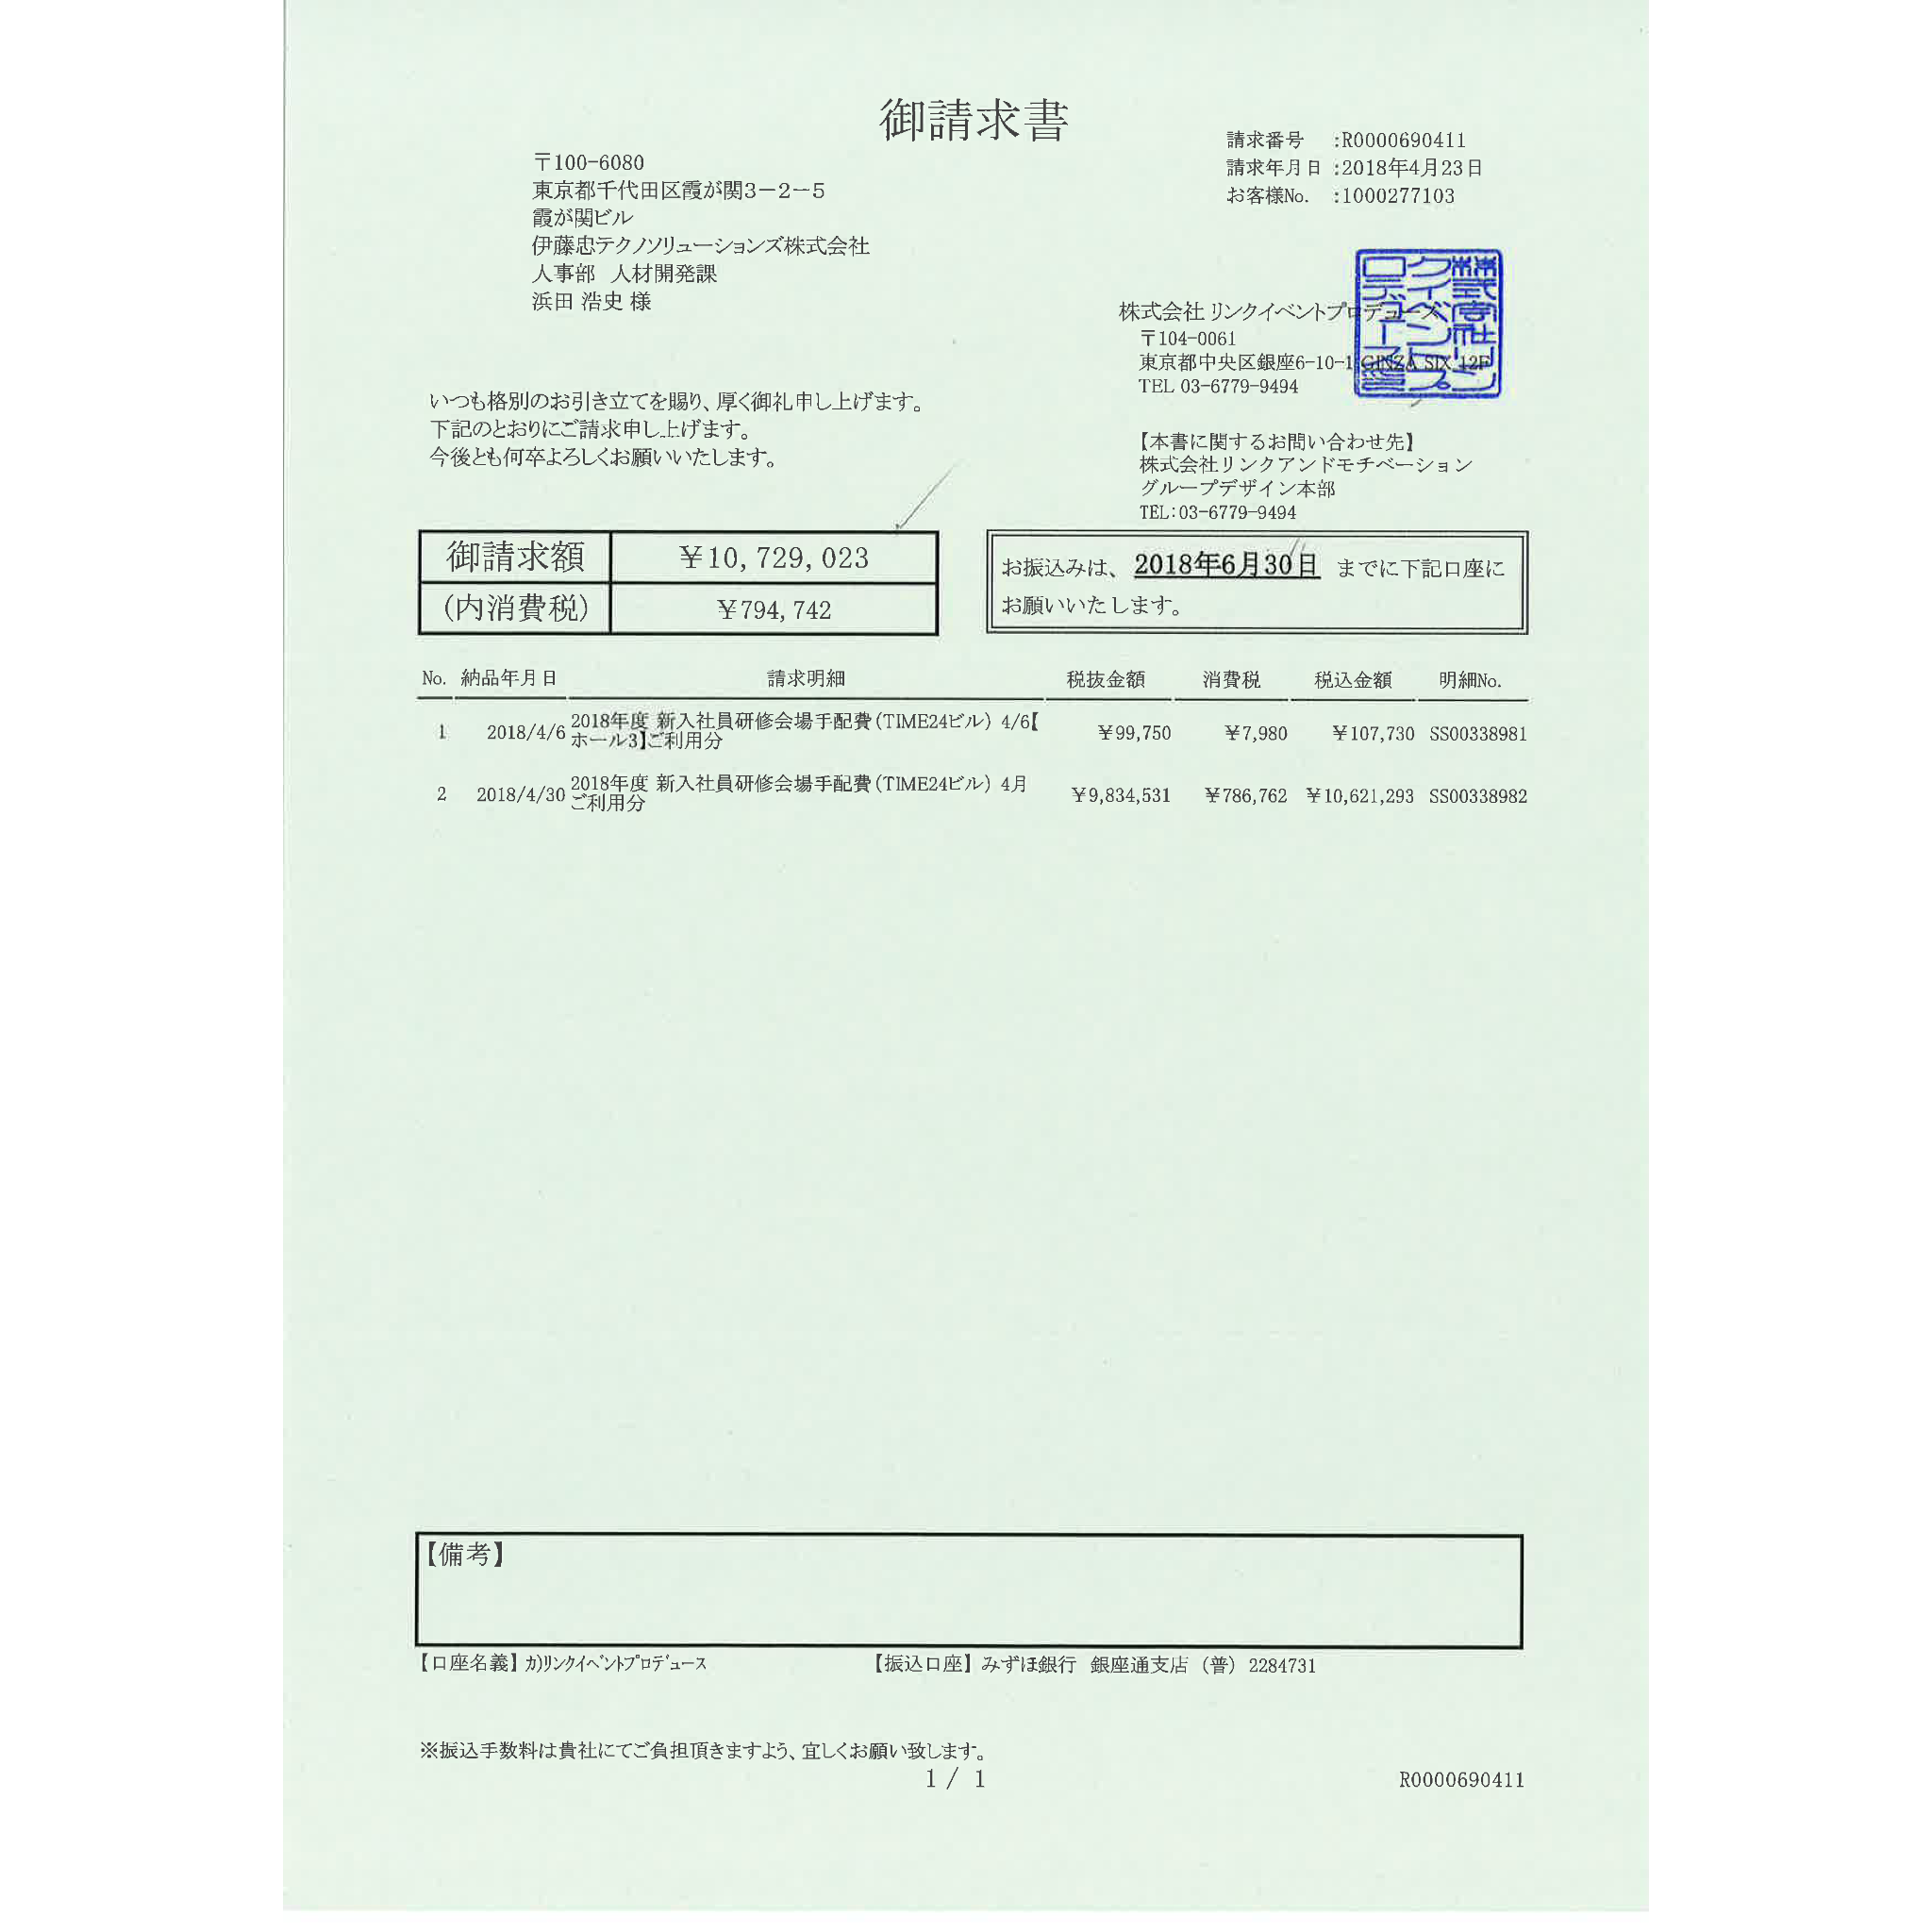 御請求書
請求番号 :R0000690411
請求年月日 :2018年4月23日
お客様No. :1000277103
〒100-6080
東京都千代田区霞が関3-2-5
霞が関ビル
伊藤忠テクノソリューションズ株式会社
人事部 人材開発課
浜田 浩史 様
株式会社 リンクイベントプロデュース
〒104-0061
東京都中央区銀座6-10-1 GINZA SIX 12F
TEL 03-6779-9494
いつも格別のお引き立てを賜り、厚く御礼申し上げます。
下記のとおりにご請求申し上げます。
今後とも何卒よろしくお願いいたします。
【本書に関するお問い合わせ先】
株式会社リンクアンドモチベーション
グループデザイン本部
TEL:03-6779-9494
御請求額 ¥10,729,023
(内消費税) ¥794,742
お振込みは、 2018年6月30日 までに下記口座に
お願いいたします。
No. 納品年月日 請求明細 税抜金額 消費税 税込金額 明細No.
1 2018/4/6 2018年度 新入社員研修会場手配費(TIME24ビル) 4/6【 ¥99,750 ¥7,980 ¥107,730 SS00338981
ホール3】ご利用分
2 2018/4/30 2018年度 新入社員研修会場手配費(TIME24ビル) 4月 ¥9,834,531 ¥786,762 ¥10,621,293 SS00338982
ご利用分
【備考】
【口座名義】カ)リンクイベントプロデュース 【振込口座】みずほ銀行 銀座通支店 (普) 2284731
※振込手数料は貴社にてご負担頂きますよう、宜しくお願い致します。
1 / 1
R0000690411